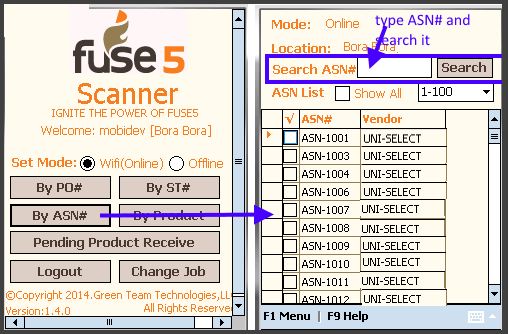 fuse5
Scanner
IGNITE THE POWER OF FUSE5
Welcome: mobidev [Bora Bora]
Set Mode: Wifi(Online) Offline
By PO# By ST#
By ASN# By Product
Pending Product Receive
Logout Change Job
©Copyright 2014.Green Team Technologies,LL
All Rights Reserved
Version:1.4.0
Mode: Online
type ASN# and
search it
Location: Bora Bora
Search ASN# Search
ASN List Show All 1-100
√ ASN# Vendor
ASN-1001 UNI-SELECT
ASN-1003 UNI-SELECT
ASN-1004 UNI-SELECT
ASN-1006 UNI-SELECT
ASN-1007 UNI-SELECT
ASN-1008 UNI-SELECT
ASN-1009 UNI-SELECT
ASN-1010 UNI-SELECT
ASN-1011 UNI-SELECT
ASN-1012 UNI-SELECT
F1 Menu | F9 Help